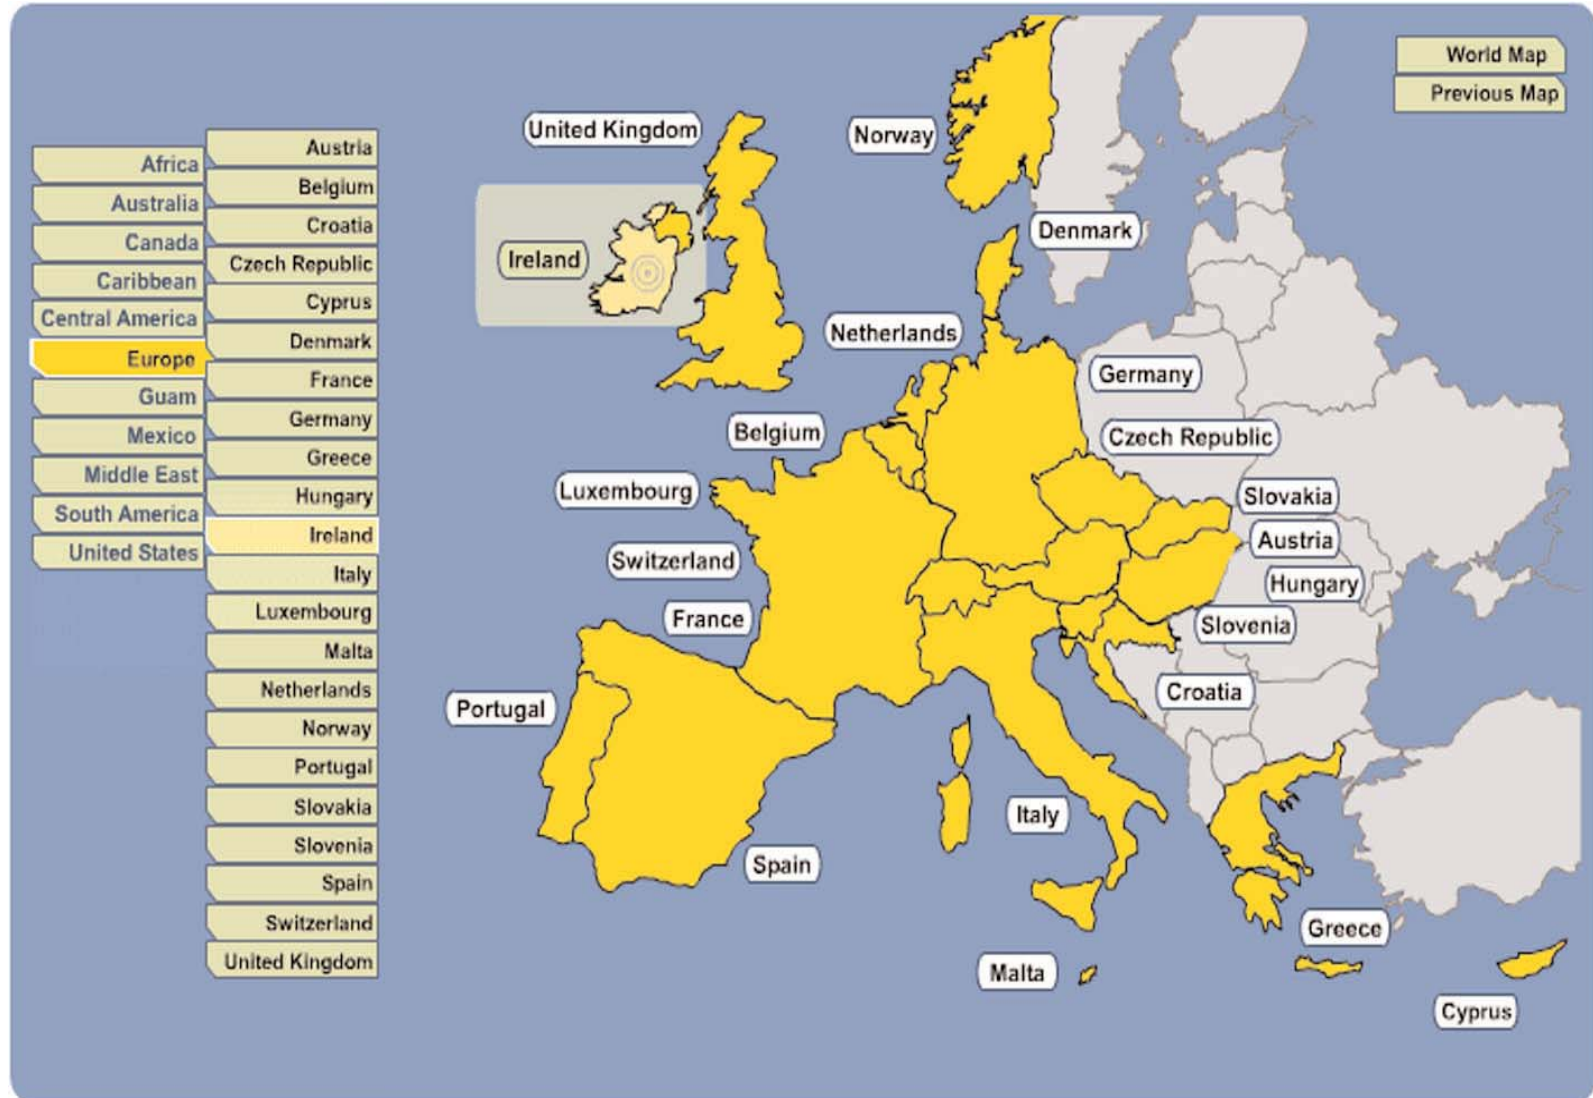 World Map
Previous Map
Africa
Australia
Canada
Caribbean
Central America
Europe
Guam
Mexico
Middle East
South America
United States
Austria
Belgium
Croatia
Czech Republic
Cyprus
Denmark
France
Germany
Greece
Hungary
Ireland
Italy
Luxembourg
Malta
Netherlands
Norway
Portugal
Slovakia
Slovenia
Spain
Switzerland
United Kingdom
United Kingdom
Norway
Denmark
Ireland
Netherlands
Germany
Belgium
Czech Republic
Luxembourg
Slovakia
Austria
Switzerland
Hungary
France
Slovenia
Croatia
Portugal
Italy
Spain
Greece
Malta
Cyprus